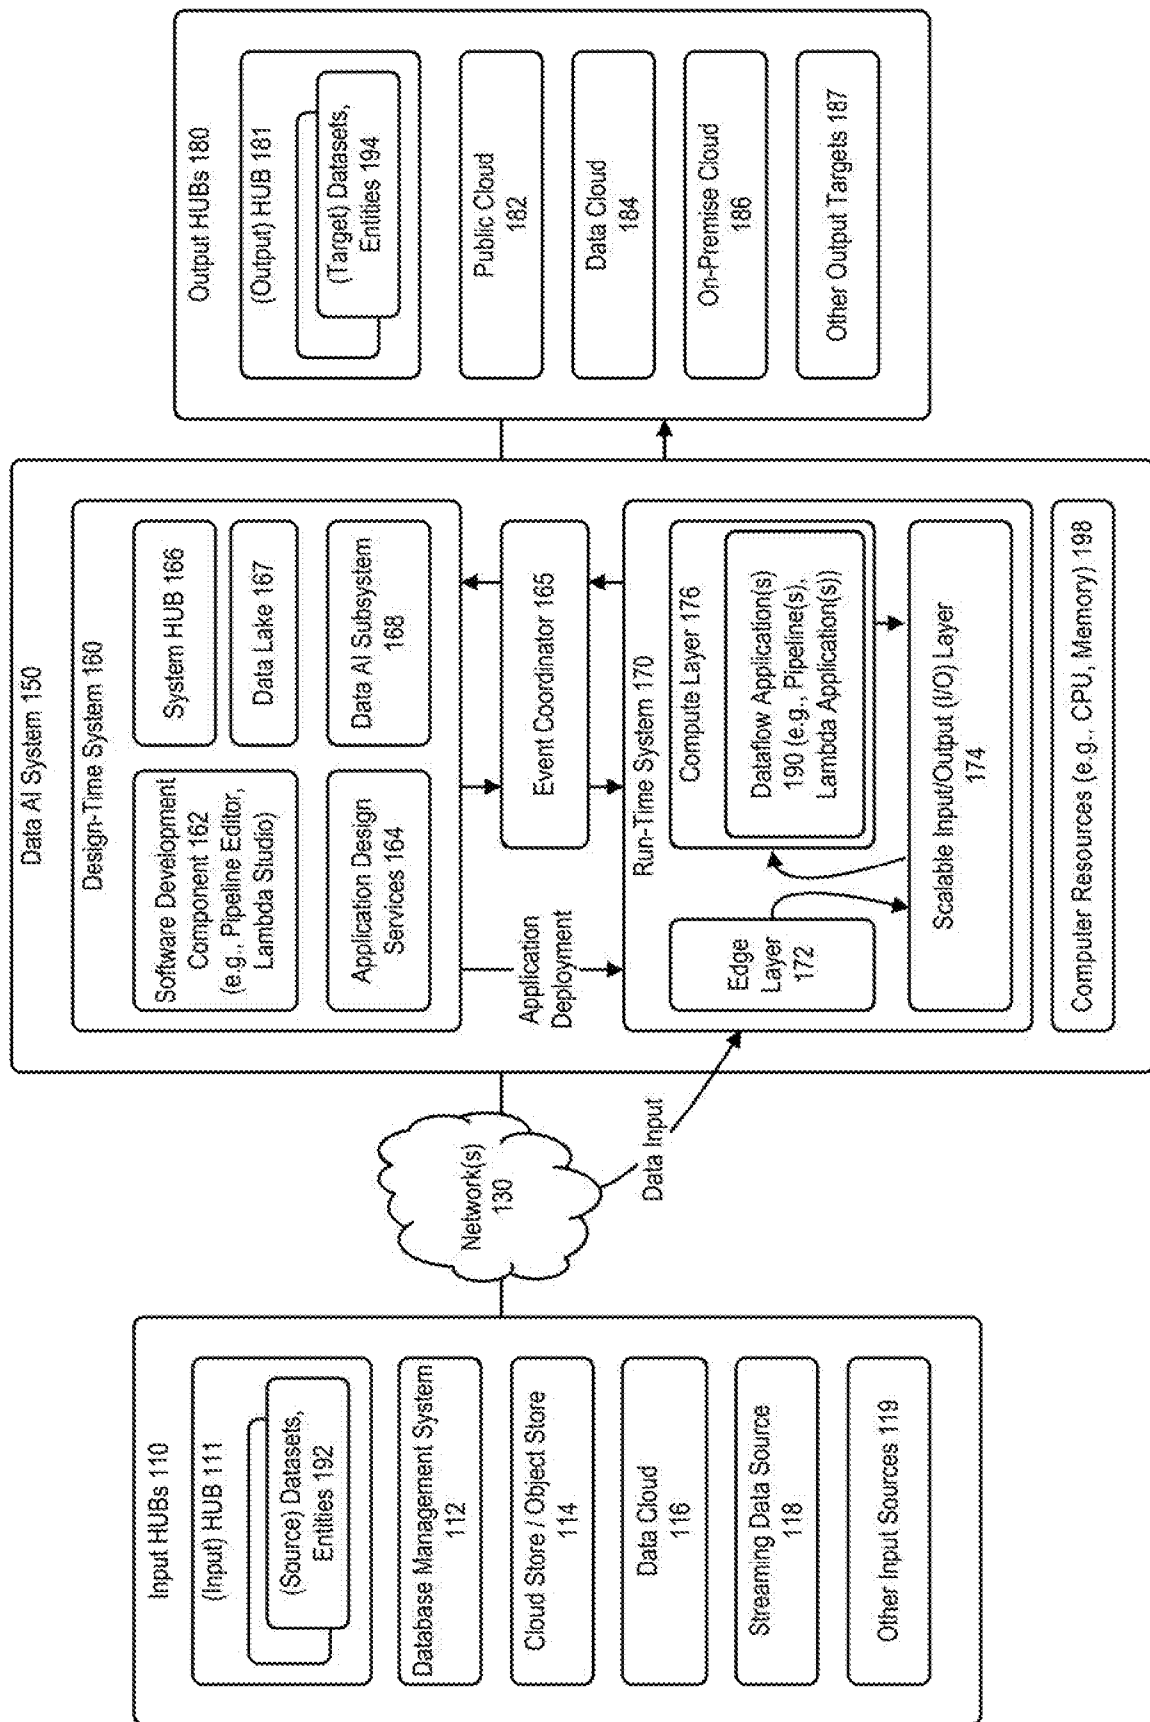 Input HUBs 110
(Input) HUB 111
(Source) Datasets,
Entities 192
Database Management System
112
Cloud Store / Object Store
114
Data Cloud
116
Streaming Data Source
118
Other Input Sources 119
Network(s)
130
Data Input
Data AI System 150
Design-Time System 160
Software Development
Component 162
(e.g., Pipeline Editor,
Lambda Studio)
System HUB 166
Data Lake 167
Application Design
Services 164
Data AI Subsystem
168
Application
Deployment
Event Coordinator 165
Run-Time System 170
Edge
Layer
172
Compute Layer 176
Dataflow Application(s)
190 (e.g., Pipeline(s),
Lambda Application(s))
Scalable Input/Output (I/O) Layer
174
Computer Resources (e.g., CPU, Memory) 198
Output HUBs 180
(Output) HUB 181
(Target) Datasets,
Entities 194
Public Cloud
182
Data Cloud
184
On-Premise Cloud
186
Other Output Targets 187